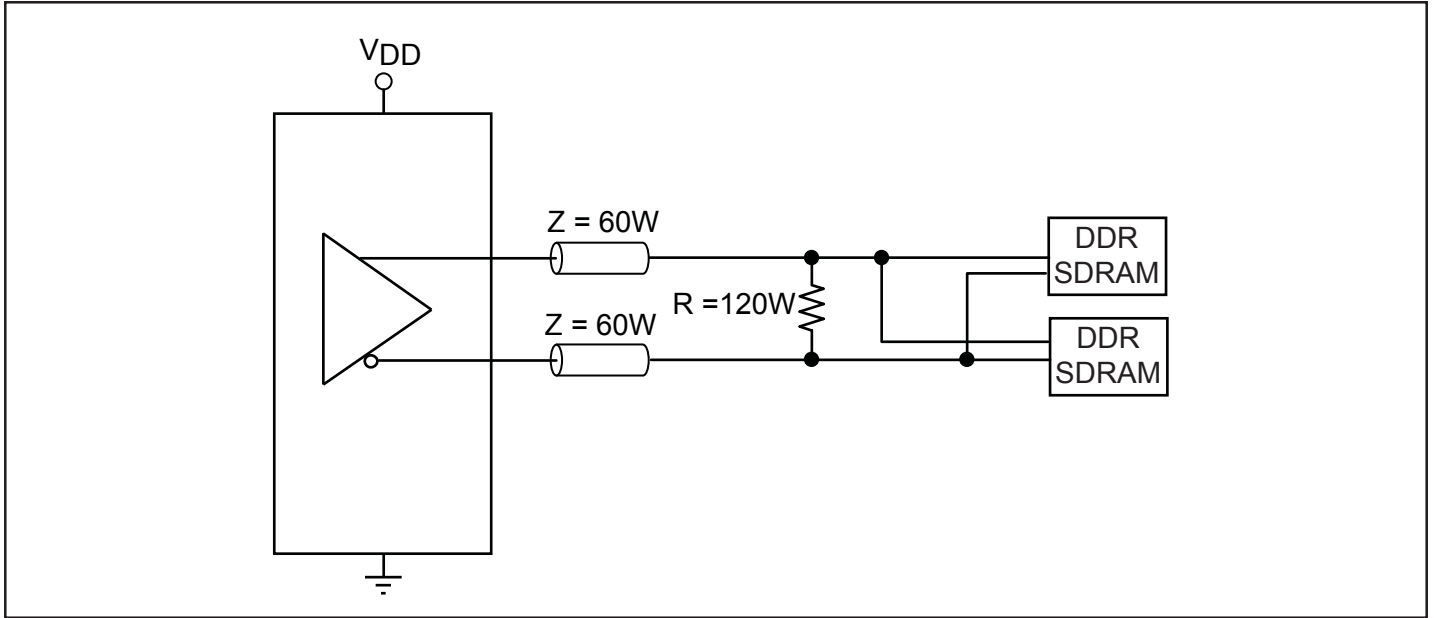 VDD
Z = 60W
R =120W
Z = 60W
DDR
SDRAM
DDR
SDRAM